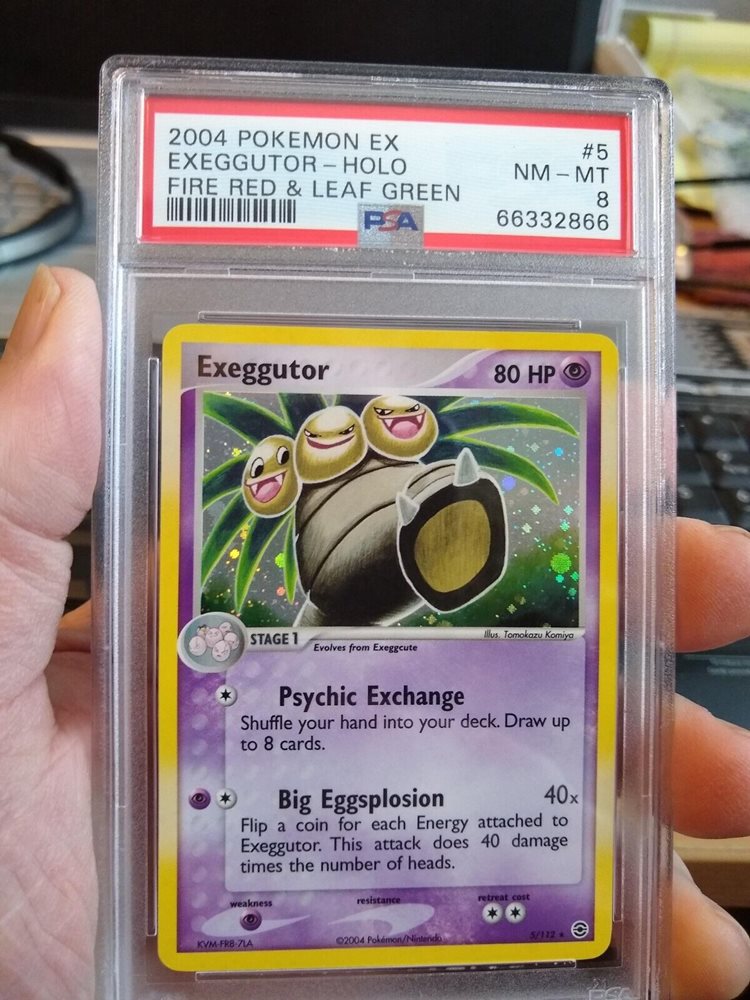 2004 POKEMON EX
EXEGGUTOR – HOLO
FIRE RED & LEAF GREEN
#5
NM – MT
8
66332866
PSA
Exeggutor
80 HP
STAGE 1
Illus. Tomokazu Komiya
Evolves from Exeggcute
Psychic Exchange
Shuffle your hand into your deck. Draw up
to 8 cards.
Big Eggsplosion 40x
Flip a coin for each Energy attached to
Exeggutor. This attack does 40 damage
times the number of heads.
weakness
resistance
retreat cost
KVM-FRB-7LA
©2004 Pokémon/Nintendo
5/112 ★